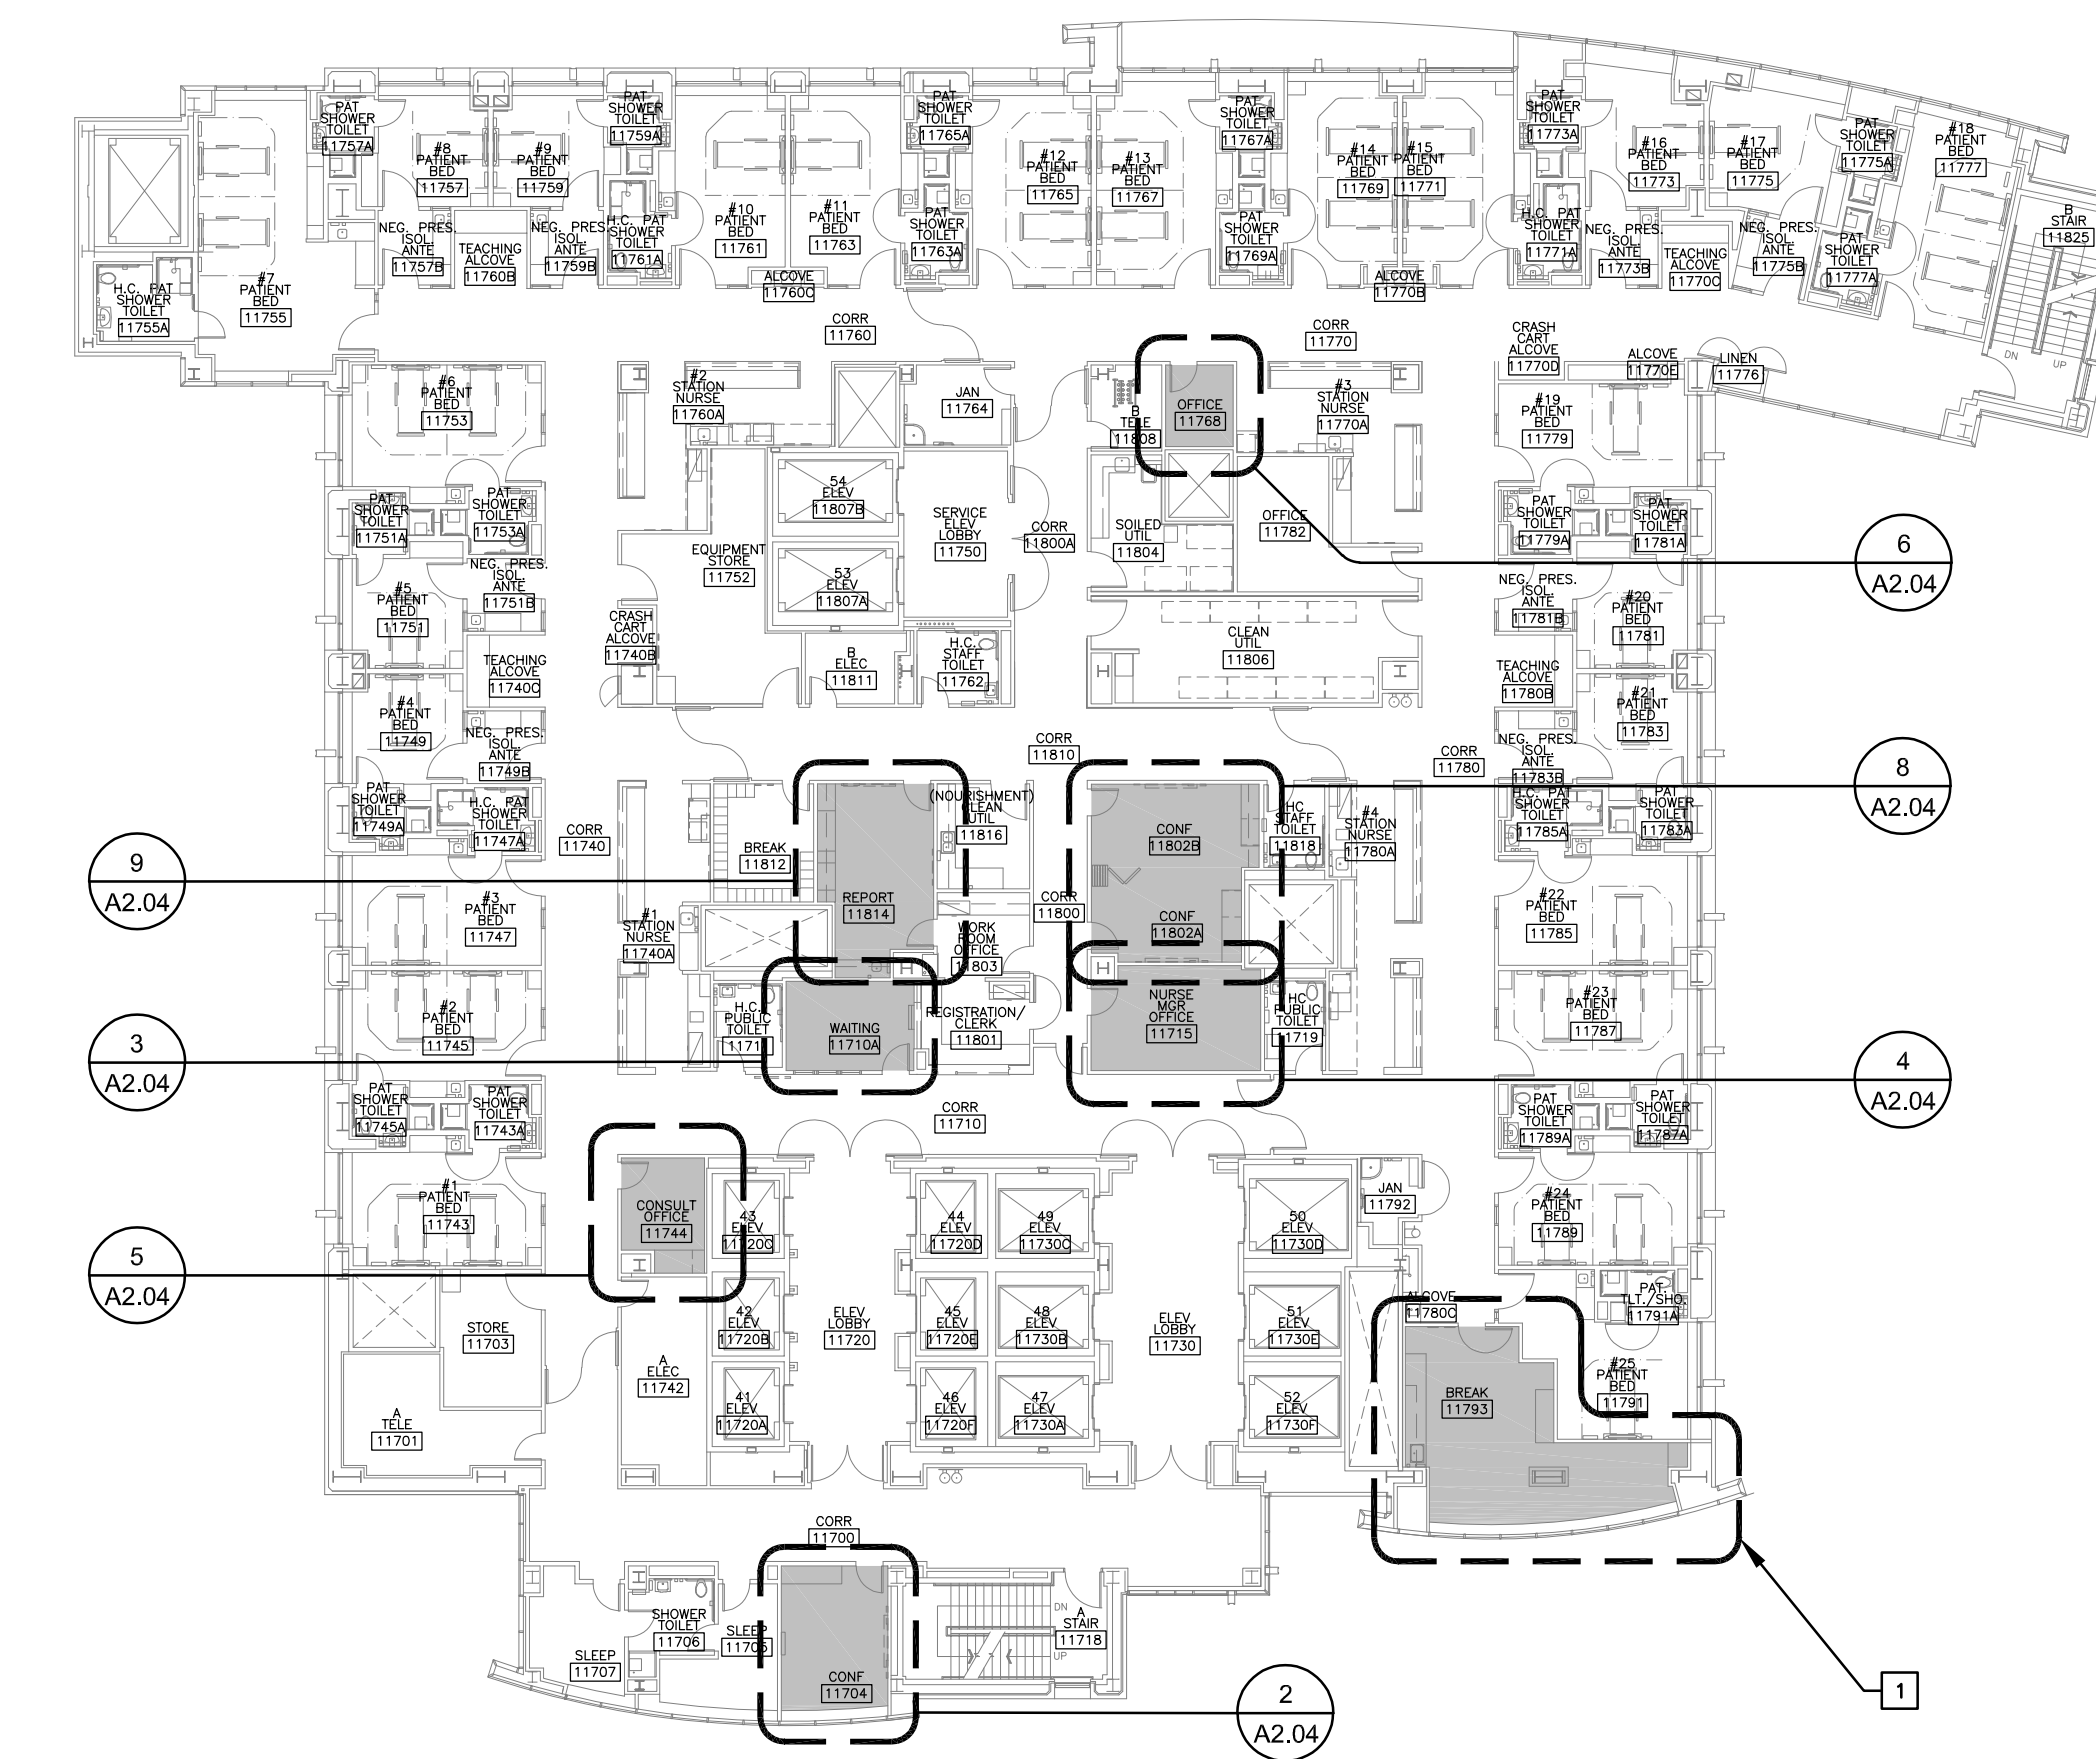 PAT
SHOWER
TOILET
11757A
#8
PATIENT
BED
11757
#9
PATIENT
BED
11759
PAT
SHOWER
TOILET
11759A
#10
PATIENT
BED
11761
#11
PATIENT
BED
11763
PAT
SHOWER
TOILET
11765A
#12
PATIENT
BED
11765
#13
PATIENT
BED
11767
PAT
SHOWER
TOILET
11767A
#14
PATIENT
BED
11769
#15
PATIENT
BED
11771
PAT
SHOWER
TOILET
11773A
#16
PATIENT
BED
11773
#17
PATIENT
BED
11775
PAT
SHOWER
TOILET
11775A
#18
PATIENT
BED
11777
B
STAIR
11825
DN
UP
H.C. PAT
SHOWER
TOILET
11755A
#7
PATIENT
BED
11755
NEG. PRES.
ISOL.
ANTE
11757B
TEACHING
ALCOVE
11760B
NEG. PRES.
ISOL.
ANTE
11759B
H.C. PAT
SHOWER
TOILET
11761A
ALCOVE
11760C
PAT
SHOWER
TOILET
11763A
PAT
SHOWER
TOILET
11769A
ALCOVE
11770B
H.C. PAT
SHOWER
TOILET
11771A
NEG. PRES.
ISOL.
ANTE
11773B
TEACHING
ALCOVE
11770C
NEG. PRES.
ISOL.
ANTE
11775B
PAT
SHOWER
TOILET
11777A
CORR
11760
CORR
11770
CRASH
CART
ALCOVE
11770D
ALCOVE
11770E
LINEN
11776
#6
PATIENT
BED
11753
#2
STATION
NURSE
11760A
JAN
11764
B
TELE
11808
OFFICE
11768
#3
STATION
NURSE
11770A
#19
PATIENT
BED
11779
PAT
SHOWER
TOILET
11751A
PAT
SHOWER
TOILET
11753A
54
ELEV
11807B
SERVICE
ELEV
LOBBY
11750
CORR
11800A
SOILED
UTIL
11804
OFFICE
11782
PAT
SHOWER
TOILET
11779A
PAT
SHOWER
TOILET
11781A
6
A2.04
EQUIPMENT
STORE
11752
53
ELEV
11807A
#5
PATIENT
BED
11751
NEG. PRES.
ISOL.
ANTE
11751B
NEG. PRES.
ISOL.
ANTE
11781B
#20
PATIENT
BED
11781
CRASH
CART
ALCOVE
11740B
B
ELEC
11811
H.C.
STAFF
TOILET
11762
CLEAN
UTIL
11806
TEACHING
ALCOVE
11740C
TEACHING
ALCOVE
11780B
#4
PATIENT
BED
11749
#21
PATIENT
BED
11783
NEG. PRES.
ISOL.
ANTE
11749B
CORR
11810
CORR
11780
NEG. PRES.
ISOL.
ANTE
11783B
8
A2.04
PAT
SHOWER
TOILET
11749A
H.C. PAT
SHOWER
TOILET
11747A
CORR
11740
BREAK
11812
(NOURISHMENT)
CLEAN
UTIL
11816
CONF
11802B
HC
STAFF
TOILET
11818
#4
STATION
NURSE
11780A
H.C. PAT
SHOWER
TOILET
11785A
PAT
SHOWER
TOILET
11783A
9
A2.04
#3
PATIENT
BED
11747
#1
STATION
NURSE
11740A
REPORT
11814
WORK
ROOM
OFFICE
11803
CORR
11800
CONF
11802A
#22
PATIENT
BED
11785
#2
PATIENT
BED
11745
H.C.
PUBLIC
TOILET
WAITING
11710A
REGISTRATION/
CLERK
11801
NURSE
MGR
OFFICE
11715
HC
PUBLIC
TOILET
11719
#23
PATIENT
BED
11787
3
A2.04
4
A2.04
PAT
SHOWER
TOILET
11745A
PAT
SHOWER
TOILET
11743A
CORR
11710
PAT
SHOWER
TOILET
11789A
PAT
SHOWER
TOILET
11787A
#1
PATIENT
BED
11743
CONSULT
OFFICE
11744
43
ELEV
11720C
44
ELEV
11720D
49
ELEV
11730C
50
ELEV
11730D
JAN
11792
#24
PATIENT
BED
11789
5
A2.04
STORE
11703
42
ELEV
11720B
ELEV
LOBBY
11720
45
ELEV
11720E
48
ELEV
11730B
ELEV
LOBBY
11730
51
ELEV
11730E
ALCOVE
11780C
PAT.
TLT./SHO.
11791A
A
TELE
11701
A
ELEC
11742
41
ELEV
11720A
46
ELEV
11720F
47
ELEV
11730A
52
ELEV
11730F
BREAK
11793
#25
PATIENT
BED
11791
CORR
11700
SLEEP
11707
SHOWER
TOILET
11706
SLEEP
11705
CONF
11704
DN
UP
A
STAIR
11718
2
A2.04
1